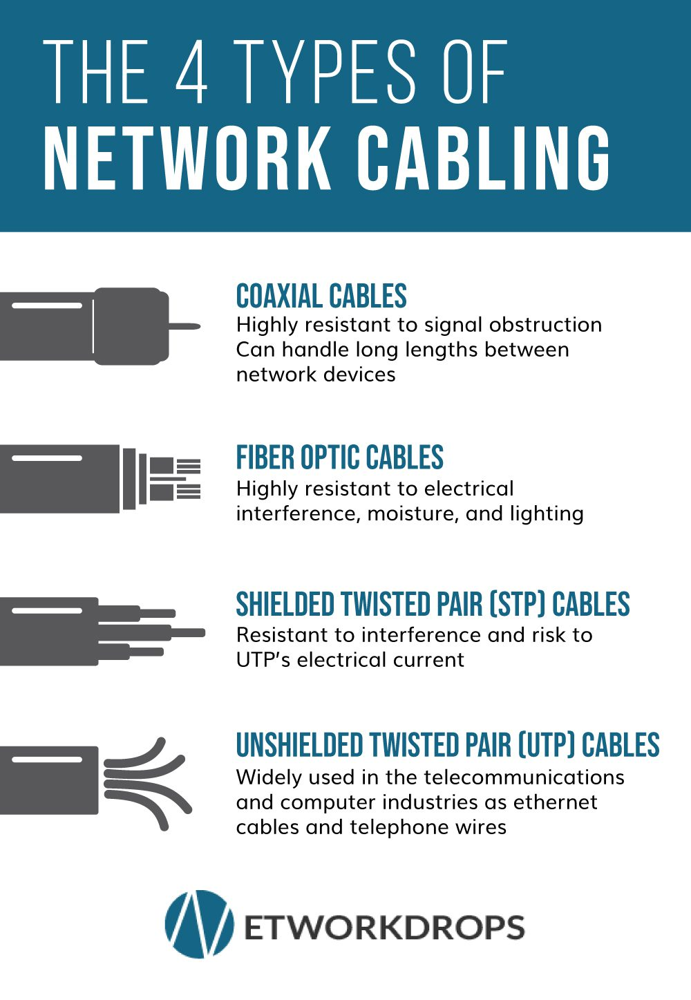 THE 4 TYPES OF
NETWORK CABLING
COAXIAL CABLES
Highly resistant to signal obstruction
Can handle long lengths between
network devices
FIBER OPTIC CABLES
Highly resistant to electrical
interference, moisture, and lighting
SHIELDED TWISTED PAIR (STP) CABLES
Resistant to interference and risk to
UTP’s electrical current
UNSHIELDED TWISTED PAIR (UTP) CABLES
Widely used in the telecommunications
and computer industries as ethernet
cables and telephone wires
NETWORKDROPS